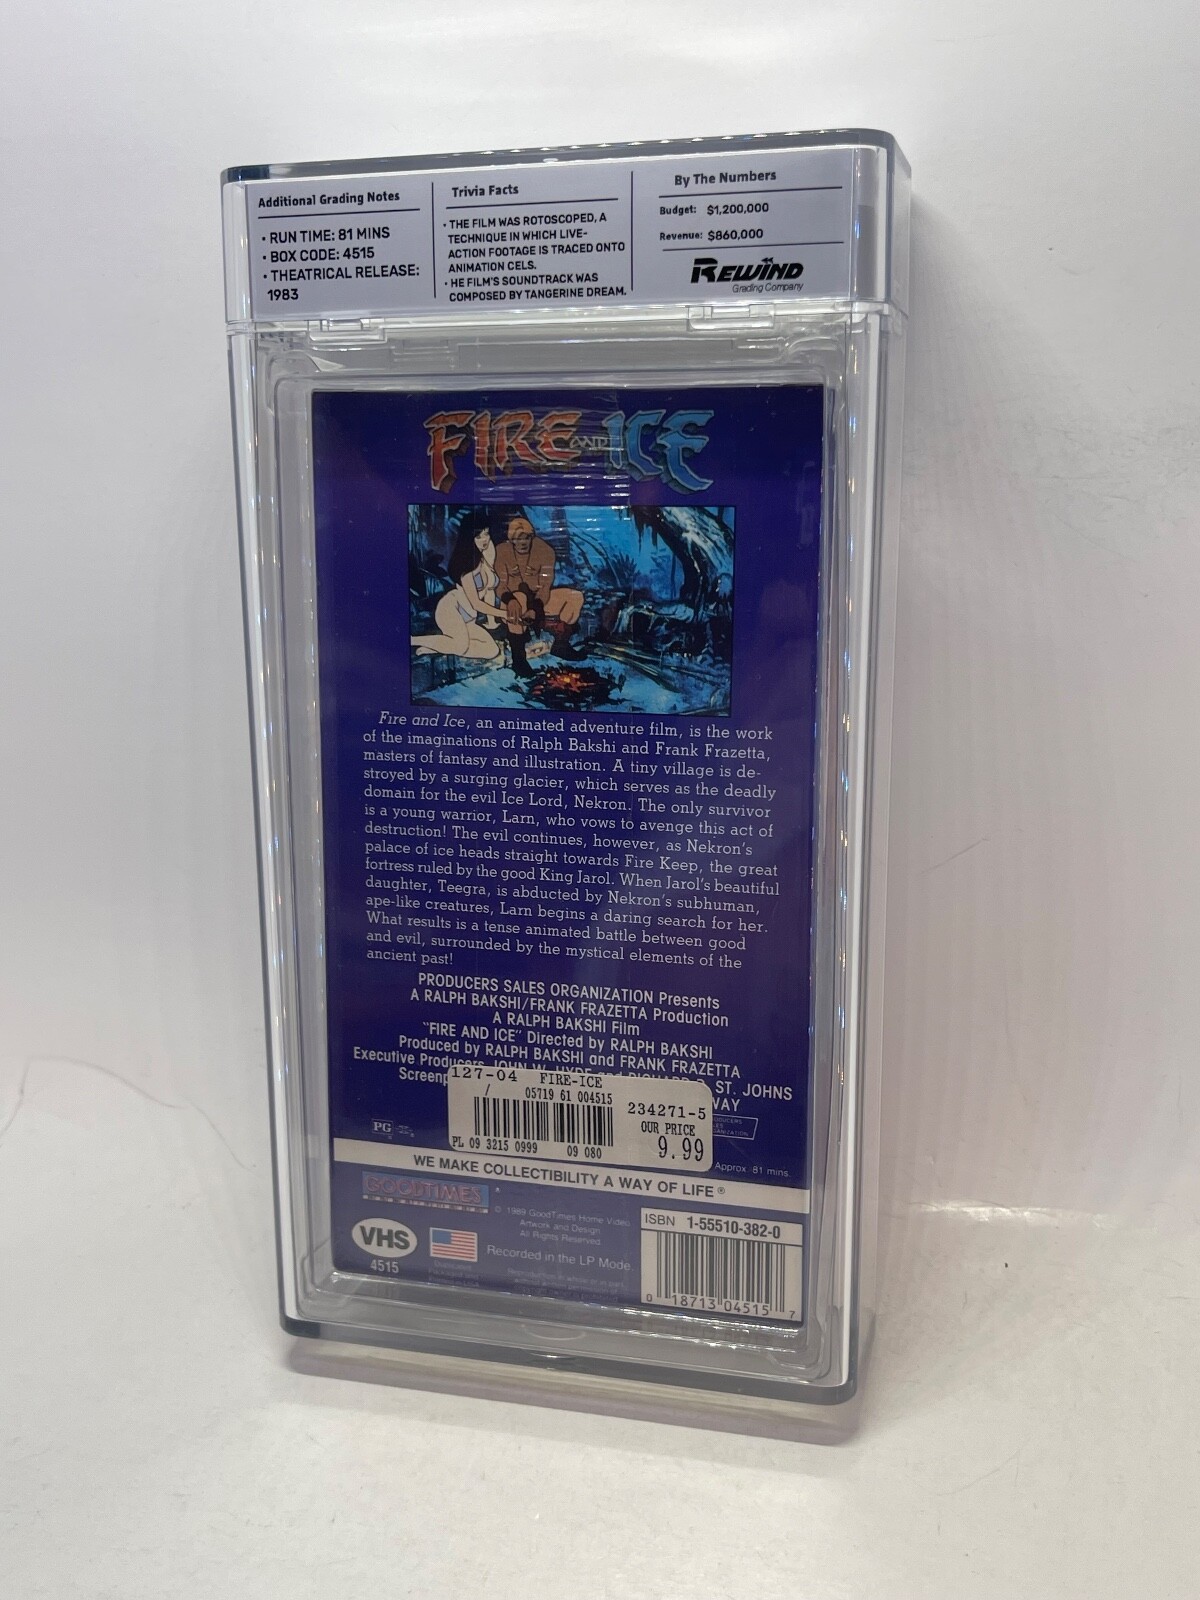 Additional Grading Notes
• RUN TIME: 81 MINS
• BOX CODE: 4515
• THEATRICAL RELEASE:
1983
Trivia Facts
• THE FILM WAS ROTOSCOPED, A
TECHNIQUE IN WHICH LIVE-
ACTION FOOTAGE IS TRACED ONTO
ANIMATION CELS.
• HE FILM'S SOUNDTRACK WAS
COMPOSED BY TANGERINE DREAM.
By The Numbers
Budget: $1,200,000
Revenue: $860,000
REWIND
Grading Company
FIRE AND ICE
Fire and Ice, an animated adventure film, is the work
of the imaginations of Ralph Bakshi and Frank Frazetta,
masters of fantasy and illustration. A tiny village is de-
stroyed by a surging glacier, which serves as the deadly
domain for the evil Ice Lord, Nekron. The only survivor
is a young warrior, Larn, who vows to avenge this act of
destruction! The evil continues, however, as Nekron's
palace of ice heads straight towards Fire Keep, the great
fortress ruled by the good King Jarol. When Jarol's beautiful
daughter, Teegra, is abducted by Nekron's subhuman,
ape-like creatures, Larn begins a daring search for her.
What results is a tense animated battle between good
and evil, surrounded by the mystical elements of the
ancient past!
PRODUCERS SALES ORGANIZATION Presents
A RALPH BAKSHI/FRANK FRAZETTA Production
A RALPH BAKSHI Film
"FIRE AND ICE" Directed by RALPH BAKSHI
Produced by RALPH BAKSHI and FRANK FRAZETTA
Executive Producers JOHN W. HYDE and RICHARD R. ST. JOHNS
127-04 FIRE-ICE
/ 05719 61 004515
234271-5
OUR PRICE
9.99
PL 09 3215 0999 09 080
PG
Approx. 81 mins.
WE MAKE COLLECTIBILITY A WAY OF LIFE ®
GOODTIMES
© 1989 GoodTimes Home Video
Artwork and Design
All Rights Reserved.
VHS
4515
Recorded in the LP Mode.
ISBN 1-55510-382-0
0 18713 04515 7